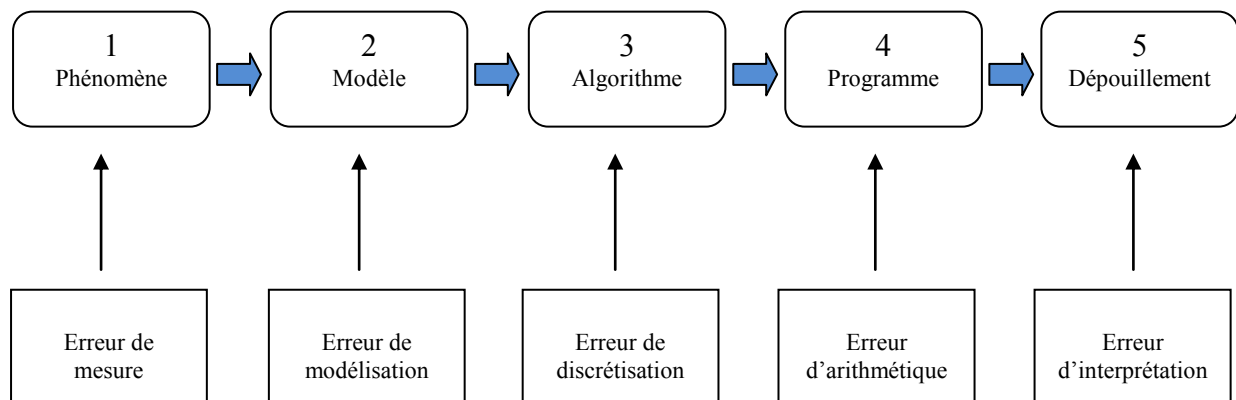 1
Phénomène
2
Modèle
3
Algorithme
4
Programme
5
Dépouillement
Erreur de
mesure
Erreur de
modélisation
Erreur de
discrétisation
Erreur
d'arithmétique
Erreur
d'interprétation